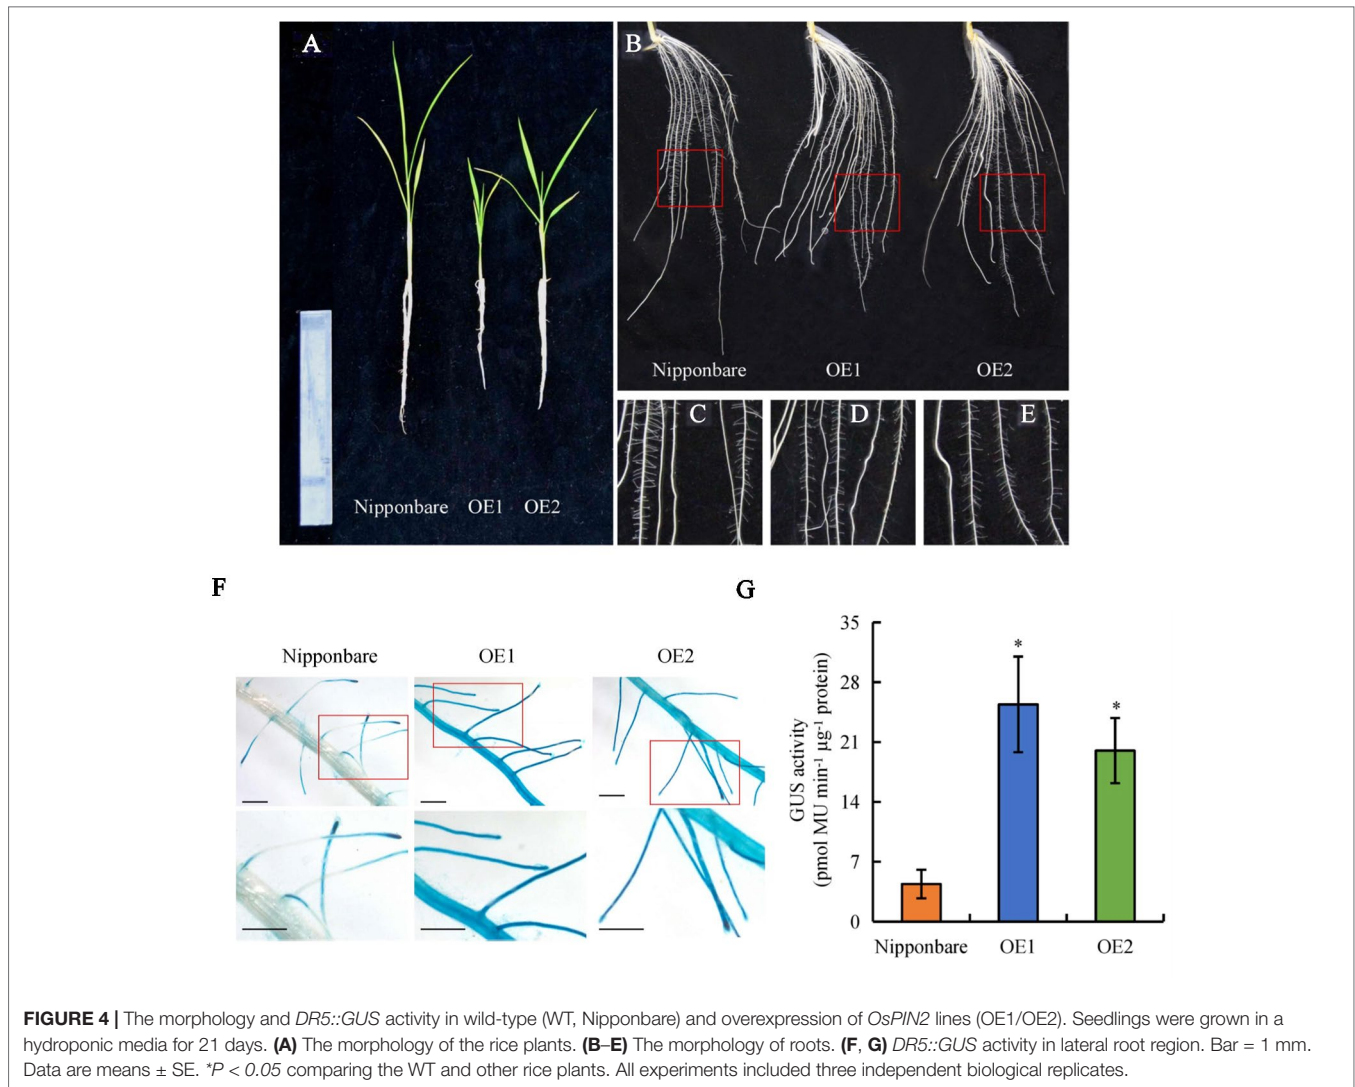 A
B
Nipponbare OE1 OE2
Nipponbare OE1 OE2
C D E
F
G
Nipponbare OE1 OE2
GUS activity
(pmol MU min⁻¹ µg⁻¹ protein)
35
28
21
14
7
0
*
*
Nipponbare OE1 OE2
FIGURE 4 | The morphology and DR5::GUS activity in wild-type (WT, Nipponbare) and overexpression of OsPIN2 lines (OE1/OE2). Seedlings were grown in a
hydroponic media for 21 days. (A) The morphology of the rice plants. (B–E) The morphology of roots. (F, G) DR5::GUS activity in lateral root region. Bar = 1 mm.
Data are means ± SE. *P < 0.05 comparing the WT and other rice plants. All experiments included three independent biological replicates.